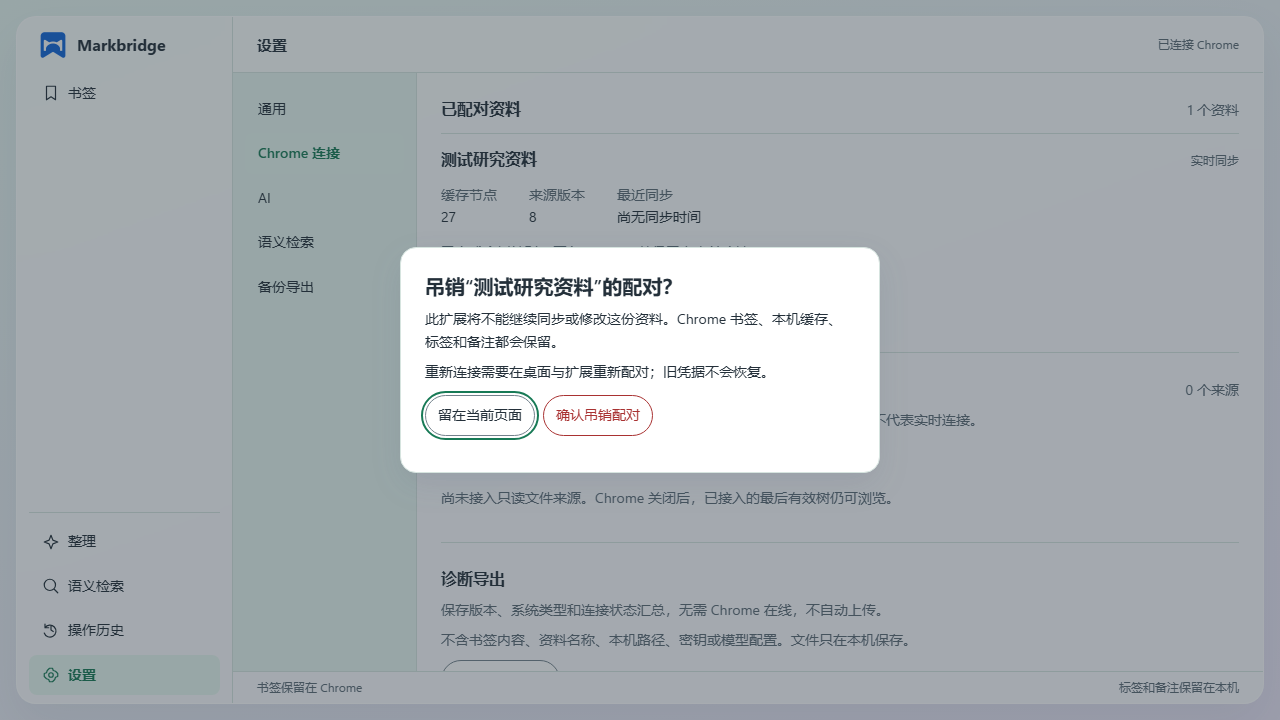 Markbridge
设置
已连接 Chrome
书签
通用
Chrome 连接
AI
语义检索
备份导出
已配对资料
1 个资料
测试研究资料
实时同步
缓存节点
来源版本
最近同步
27
8
尚无同步时间
吊销“测试研究资料”的配对？
此扩展将不能继续同步或修改这份资料。Chrome 书签、本机缓存、
标签和备注都会保留。
重新连接需要在桌面与扩展重新配对；旧凭据不会恢复。
留在当前页面
确认吊销配对
0 个来源
不代表实时连接。
尚未接入只读文件来源。Chrome 关闭后，已接入的最后有效树仍可浏览。
诊断导出
保存版本、系统类型和连接状态汇总，无需 Chrome 在线，不自动上传。
不含书签内容、资料名称、本机路径、密钥或模型配置。文件只在本机保存。
整理
语义检索
操作历史
设置
书签保留在 Chrome
标签和备注保留在本机